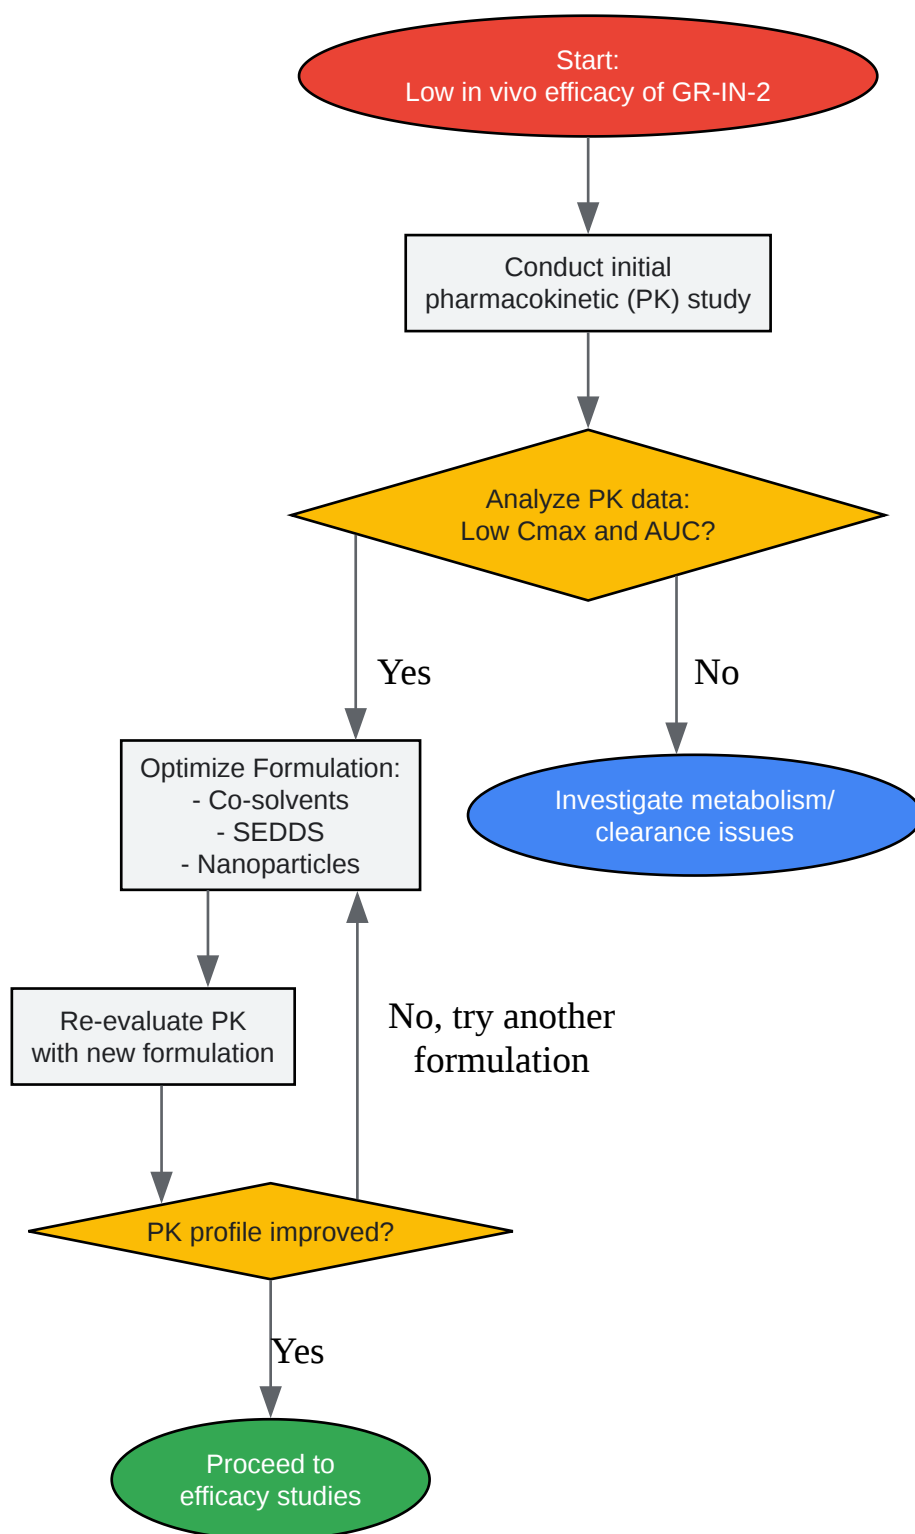 Start:
Low in vivo efficacy of GR-IN-2
Conduct initial
pharmacokinetic (PK) study
Analyze PK data:
Low Cmax and AUC?
Yes
No
Optimize Formulation:
- Co-solvents
- SEDDS
- Nanoparticles
Investigate metabolism/
clearance issues
Re-evaluate PK
with new formulation
No, try another
formulation
PK profile improved?
Yes
Proceed to
efficacy studies